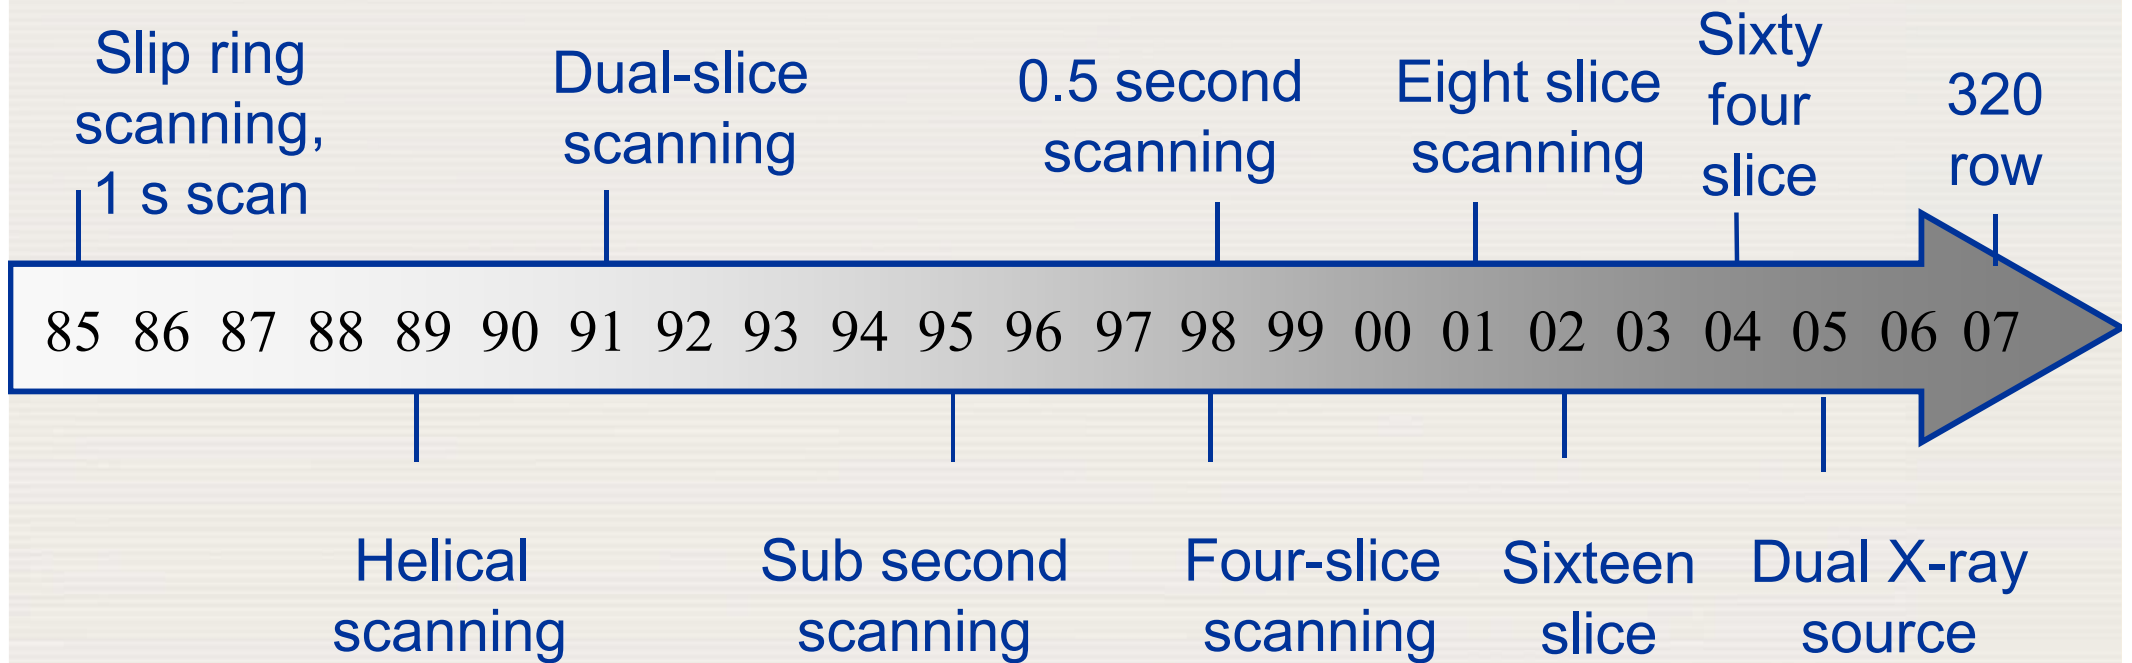 Slip ring
scanning,
1 s scan
Dual-slice
scanning
0.5 second
scanning
Eight slice
scanning
Sixty
four
slice
320
row
85 86 87 88 89 90 91 92 93 94 95 96 97 98 99 00 01 02 03 04 05 06 07
Helical
scanning
Sub second
scanning
Four-slice
scanning
Sixteen
slice
Dual X-ray
source